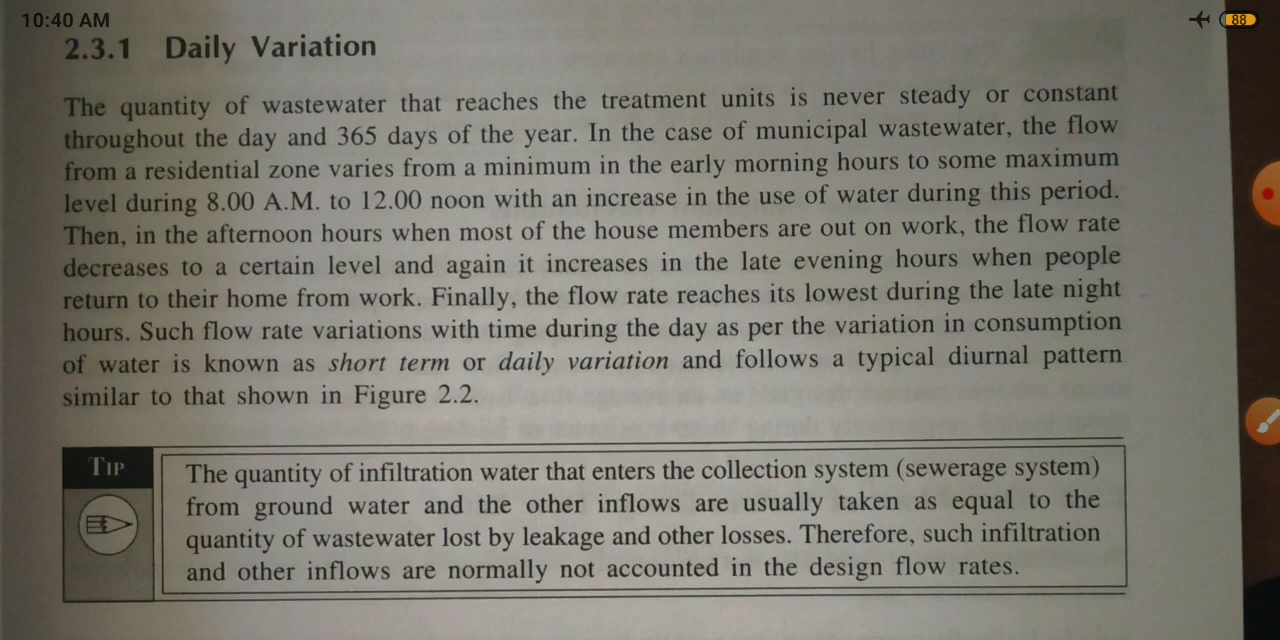 10:40 AM
88
2.3.1 Daily Variation
The quantity of wastewater that reaches the treatment units is never steady or constant
throughout the day and 365 days of the year. In the case of municipal wastewater, the flow
from a residential zone varies from a minimum in the early morning hours to some maximum
level during 8.00 A.M. to 12.00 noon with an increase in the use of water during this period.
Then, in the afternoon hours when most of the house members are out on work, the flow rate
decreases to a certain level and again it increases in the late evening hours when people
return to their home from work. Finally, the flow rate reaches its lowest during the late night
hours. Such flow rate variations with time during the day as per the variation in consumption
of water is known as short term or daily variation and follows a typical diurnal pattern
similar to that shown in Figure 2.2.
TIP
The quantity of infiltration water that enters the collection system (sewerage system)
from ground water and the other inflows are usually taken as equal to the
quantity of wastewater lost by leakage and other losses. Therefore, such infiltration
and other inflows are normally not accounted in the design flow rates.